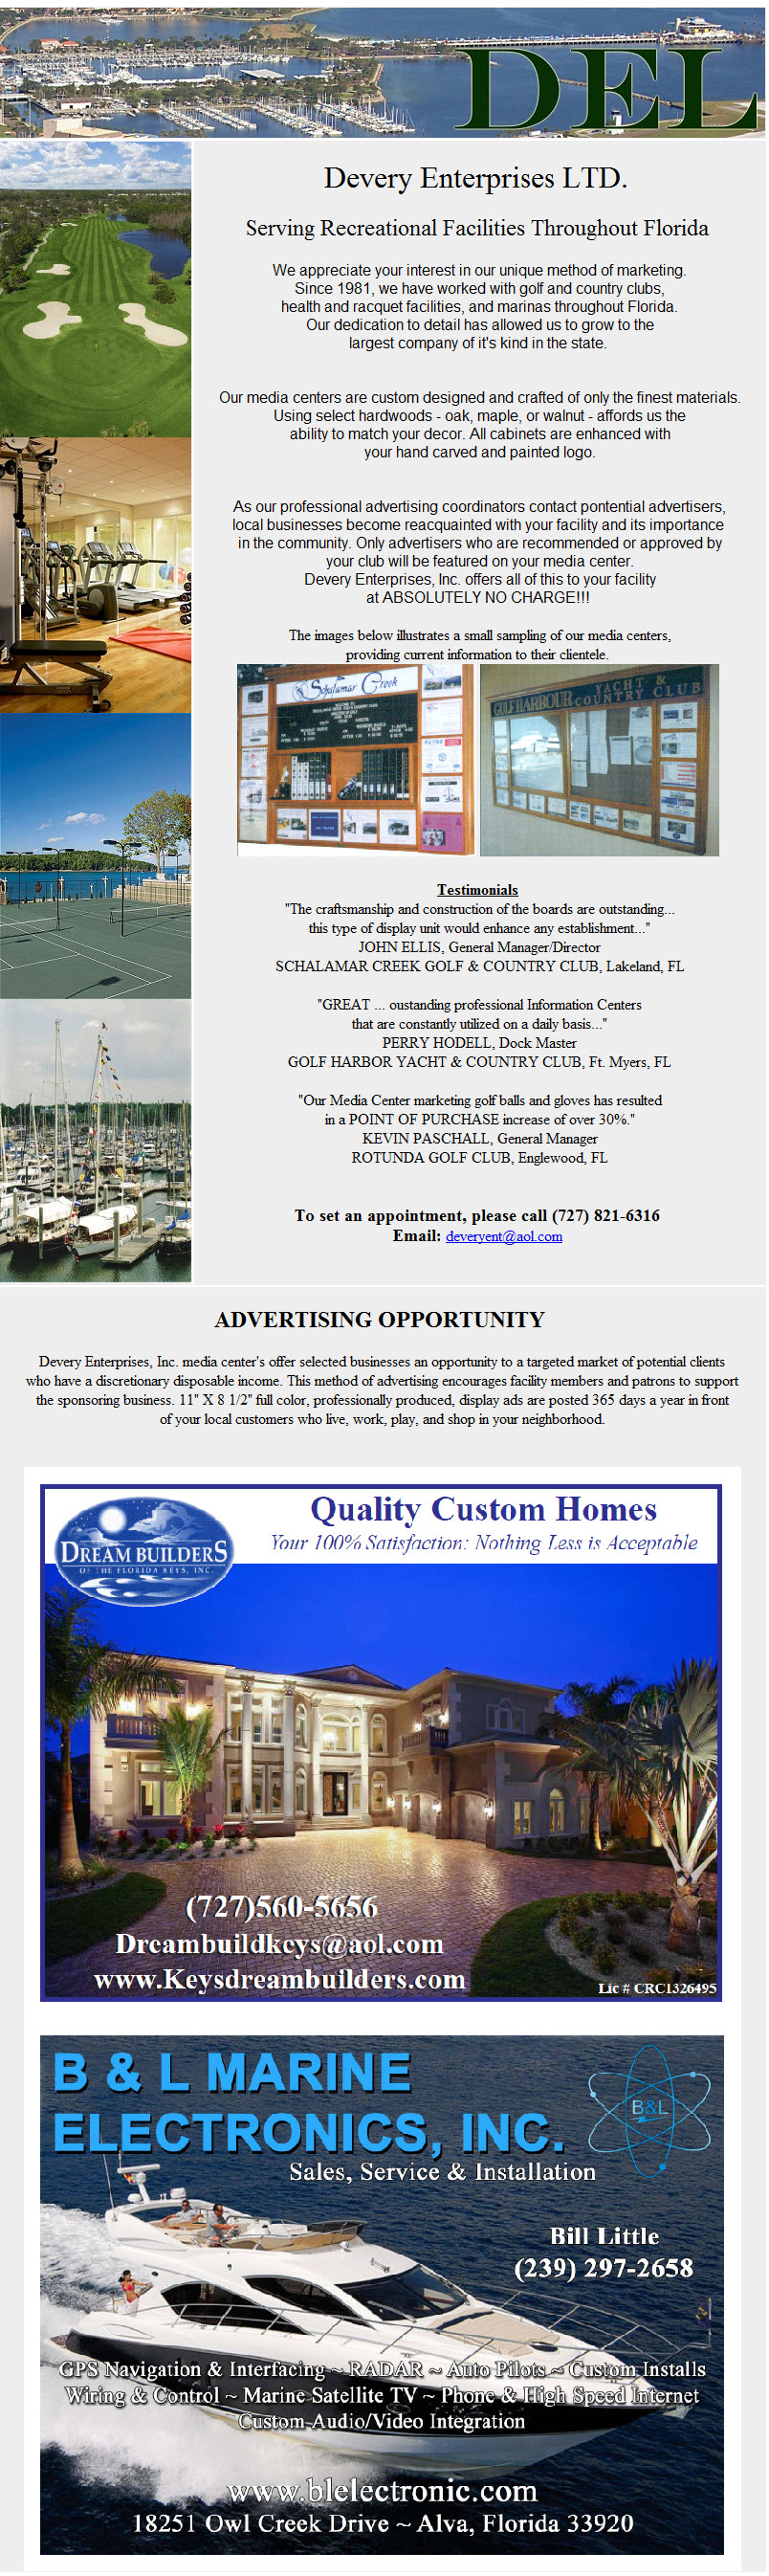 DEL
Devery Enterprises LTD.
Serving Recreational Facilities Throughout Florida
We appreciate your interest in our unique method of marketing.
Since 1981, we have worked with golf and country clubs,
health and racquet facilities, and marinas throughout Florida.
Our dedication to detail has allowed us to grow to the
largest company of it's kind in the state.
Our media centers are custom designed and crafted of only the finest materials.
Using select hardwoods - oak, maple, or walnut - affords us the
ability to match your decor. All cabinets are enhanced with
your hand carved and painted logo.
As our professional advertising coordinators contact pontential advertisers,
local businesses become reacquainted with your facility and its importance
in the community. Only advertisers who are recommended or approved by
your club will be featured on your media center.
Devery Enterprises, Inc. offers all of this to your facility
at ABSOLUTELY NO CHARGE!!!
The images below illustrates a small sampling of our media centers,
providing current information to their clientele.
Schalamar Creek
GULF HARBOUR YACHT &
COUNTRY CLUB
Testimonials
"The craftsmanship and construction of the boards are outstanding...
this type of display unit would enhance any establishment..."
JOHN ELLIS, General Manager/Director
SCHALAMAR CREEK GOLF & COUNTRY CLUB, Lakeland, FL
"GREAT ... oustanding professional Information Centers
that are constantly utilized on a daily basis..."
PERRY HODELL, Dock Master
GOLF HARBOR YACHT & COUNTRY CLUB, Ft. Myers, FL
"Our Media Center marketing golf balls and gloves has resulted
in a POINT OF PURCHASE increase of over 30%."
KEVIN PASCHALL, General Manager
ROTUNDA GOLF CLUB, Englewood, FL
To set an appointment, please call (727) 821-6316
Email: deveryent@aol.com
ADVERTISING OPPORTUNITY
Devery Enterprises, Inc. media center's offer selected businesses an opportunity to a targeted market of potential clients
who have a discretionary disposable income. This method of advertising encourages facility members and patrons to support
the sponsoring business. 11" X 8 1/2" full color, professionally produced, display ads are posted 365 days a year in front
of your local customers who live, work, play, and shop in your neighborhood.
Quality Custom Homes
Your 100% Satisfaction: Nothing Less is Acceptable
DREAM BUILDERS
OF THE FLORIDA KEYS, INC.
(727)560-5656
Dreambuildkeys@aol.com
www.Keysdreambuilders.com
Lic # CRC1326495
B & L MARINE
ELECTRONICS, INC.
B&L
Sales, Service & Installation
Bill Little
(239) 297-2658
GPS Navigation & Interfacing ~ RADAR ~ Auto Pilots ~ Custom Installs
Wiring & Control ~ Marine Satellite TV ~ Phone & High Speed Internet
Custom Audio/Video Integration
www.blelectronic.com
18251 Owl Creek Drive ~ Alva, Florida 33920